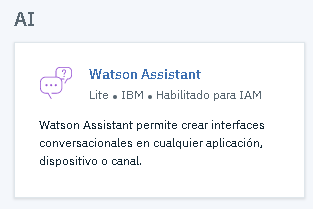 AI
Watson Assistant
Lite • IBM • Habilitado para IAM
Watson Assistant permite crear interfaces
conversacionales en cualquier aplicación,
dispositivo o canal.